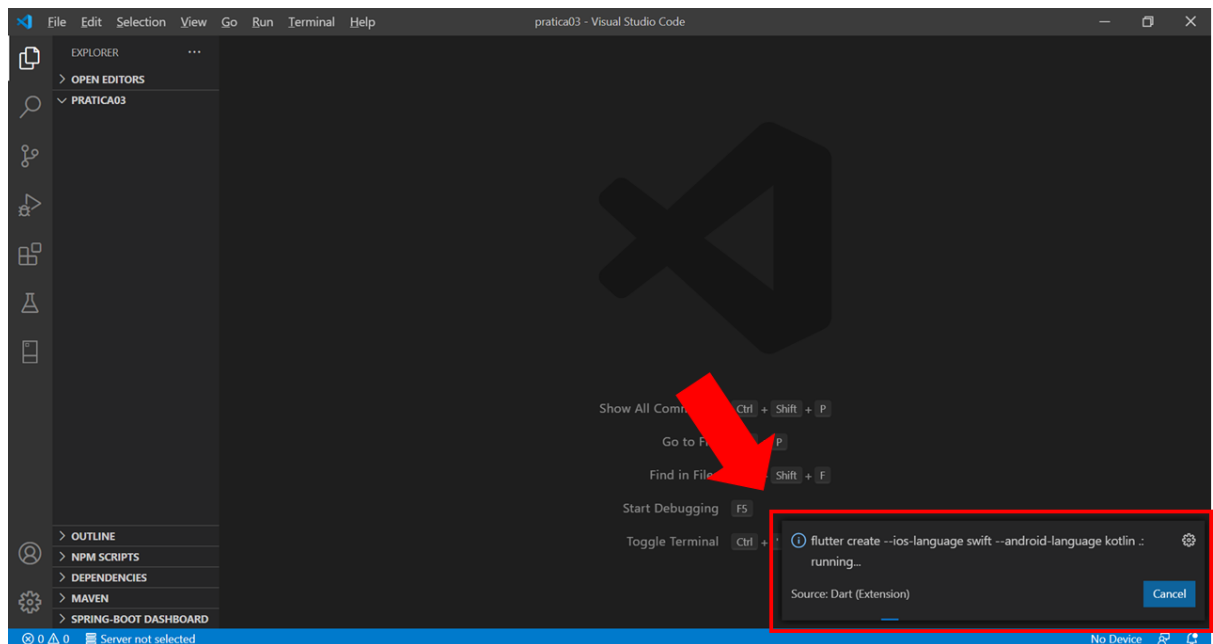 File Edit Selection View Go Run Terminal Help
pratica03 - Visual Studio Code
EXPLORER
OPEN EDITORS
PRATICA03
Show All Ctrl + Shift + P
Go to P
Find in Shift + F
Start Debugging F5
Toggle Terminal Ctrl +
OUTLINE
NPM SCRIPTS
DEPENDENCIES
MAVEN
SPRING-BOOT DASHBOARD
flutter create --ios-language swift --android-language kotlin .:
running...
Source: Dart (Extension)
Cancel
0 0 Server not selected
No Device